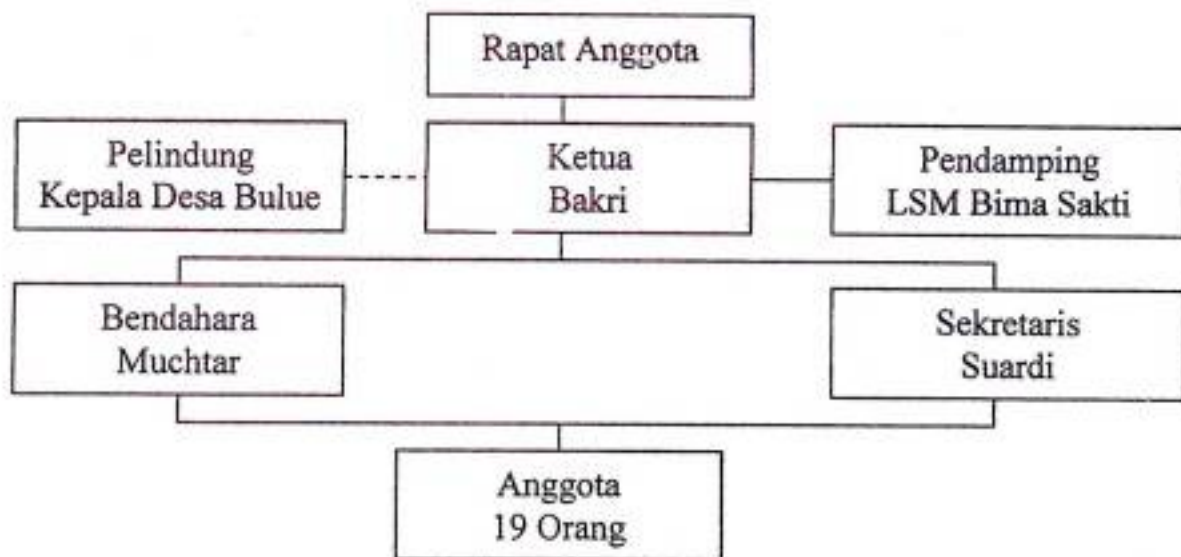 Rapat Anggota
Pelindung
Kepala Desa Bulue
Ketua
Bakri
Pendamping
LSM Bima Sakti
Bendahara
Muchtar
Sekretaris
Suardi
Anggota
19 Orang